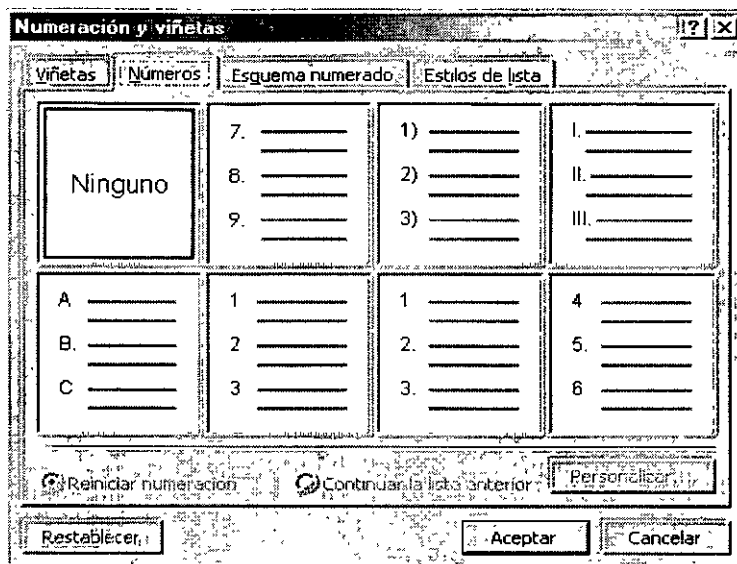 Numeración y viñetas
Viñetas Números Esquema numerado Estilos de lista
Ninguno
7.
8.
9.
1)
2)
3)
I.
II.
III.
A
B.
C
1
2
3
1
2.
3.
4
5.
6
Reiniciar numeración Continuar la lista anterior Personalizar...
Restablecer Aceptar Cancelar